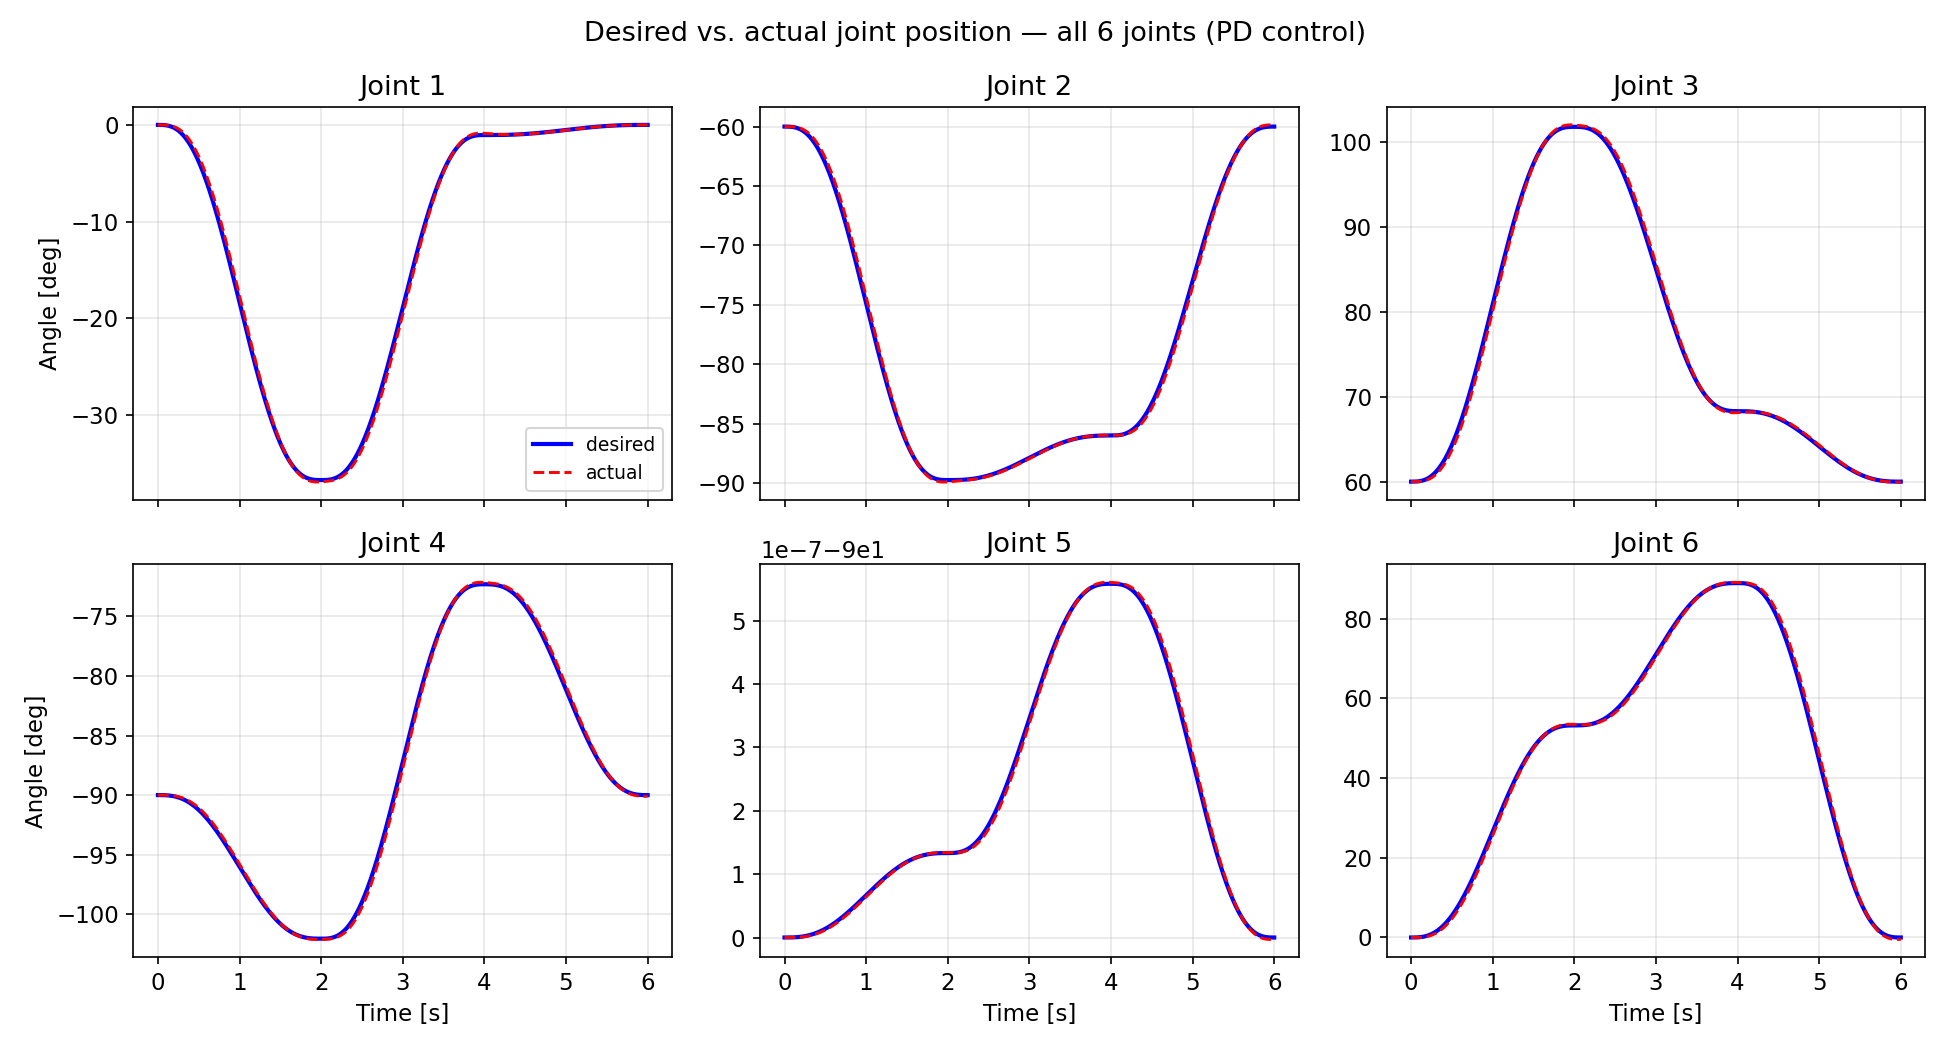 Desired vs. actual joint position — all 6 joints (PD control)
Joint 1
0
−10
−20
−30
Angle [deg]
desired
actual
Joint 2
−60
−65
−70
−75
−80
−85
−90
Joint 3
100
90
80
70
60
Joint 4
−75
−80
−85
−90
−95
−100
Angle [deg]
0 1 2 3 4 5 6
Time [s]
1e−7−9e1
Joint 5
5
4
3
2
1
0
0 1 2 3 4 5 6
Time [s]
Joint 6
80
60
40
20
0
0 1 2 3 4 5 6
Time [s]